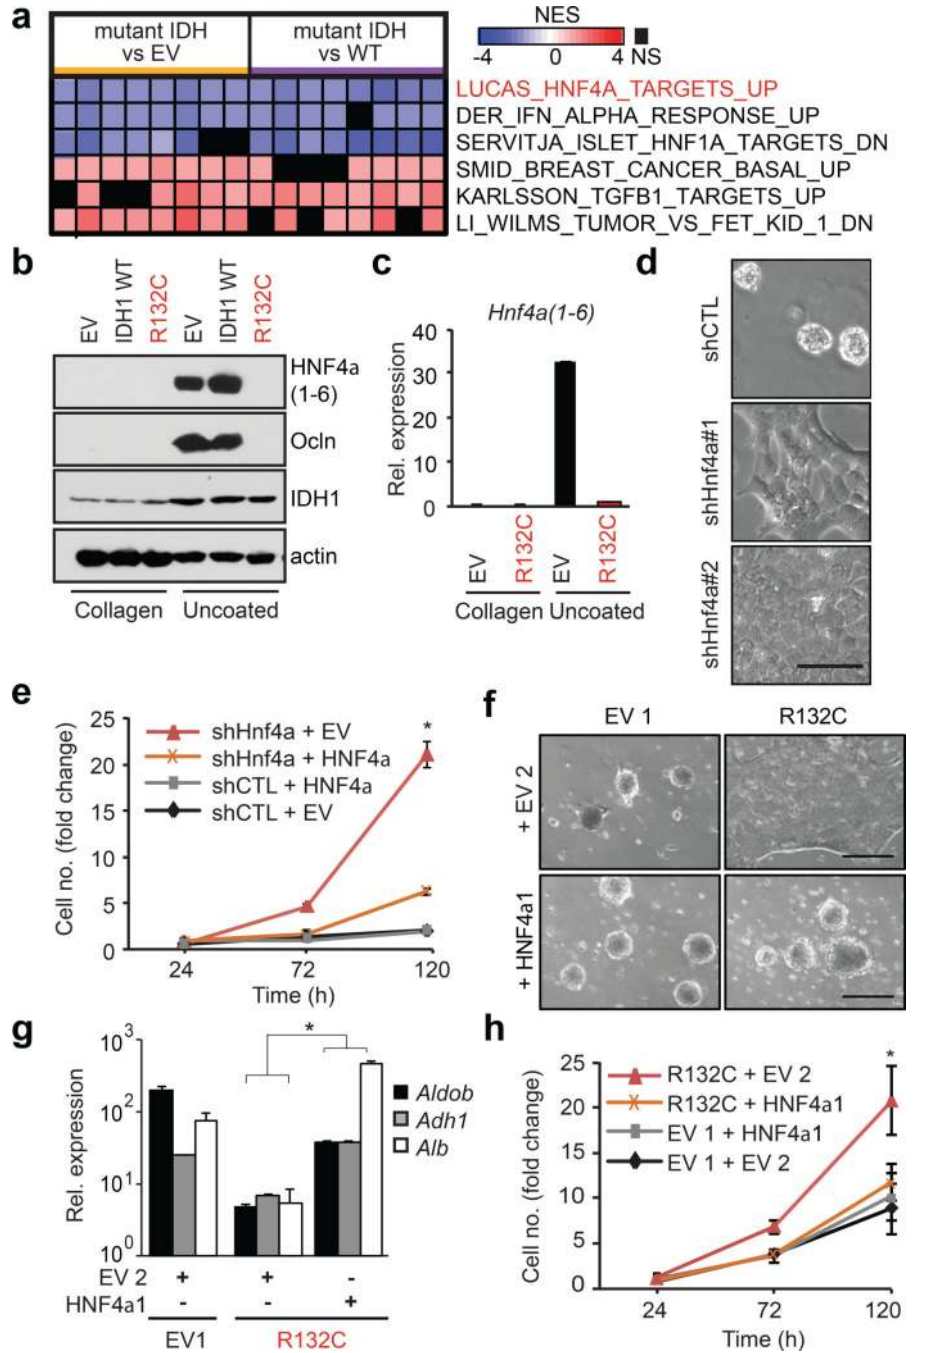 a
mutant IDH vs EV
mutant IDH vs WT
NES
-4 0 4 NS
LUCAS_HNF4A_TARGETS_UP
DER_IFN_ALPHA_RESPONSE_UP
SERVITJA_ISLET_HNF1A_TARGETS_DN
SMID_BREAST_CANCER_BASAL_UP
KARLSSON_TGFB1_TARGETS_UP
LI_WILMS_TUMOR_VS_FET_KID_1_DN
b
EV
IDH1 WT
R132C
EV
IDH1 WT
R132C
HNF4a
(1-6)
Ocln
IDH1
actin
Collagen Uncoated
c
Hnf4a(1-6)
Rel. expression
40
30
20
10
0
EV
R132C
EV
R132C
Collagen Uncoated
d
shCTL
shHnf4a#1
shHnf4a#2
e
Cell no. (fold change)
25
20
15
10
5
0
shHnf4a + EV
shHnf4a + HNF4a
shCTL + HNF4a
shCTL + EV
*
24 72 120
Time (h)
f
EV 1 R132C
+ EV 2
+ HNF4a1
g
Rel. expression
10³
10²
10¹
10⁰
*
Aldob
Adh1
Alb
EV 2 + + -
HNF4a1 - - +
EV1 R132C
h
Cell no. (fold change)
25
20
15
10
5
0
R132C + EV 2
R132C + HNF4a1
EV 1 + HNF4a1
EV 1 + EV 2
*
24 72 120
Time (h)